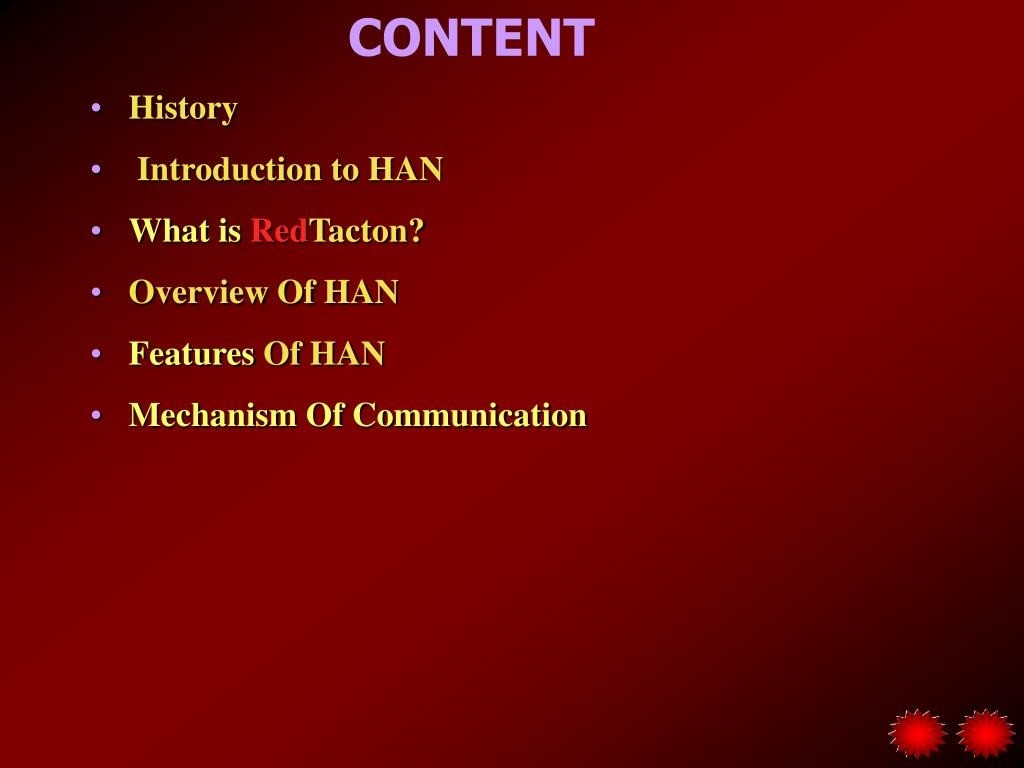 CONTENT
• History
• Introduction to HAN
• What is RedTacton?
• Overview Of HAN
• Features Of HAN
• Mechanism Of Communication